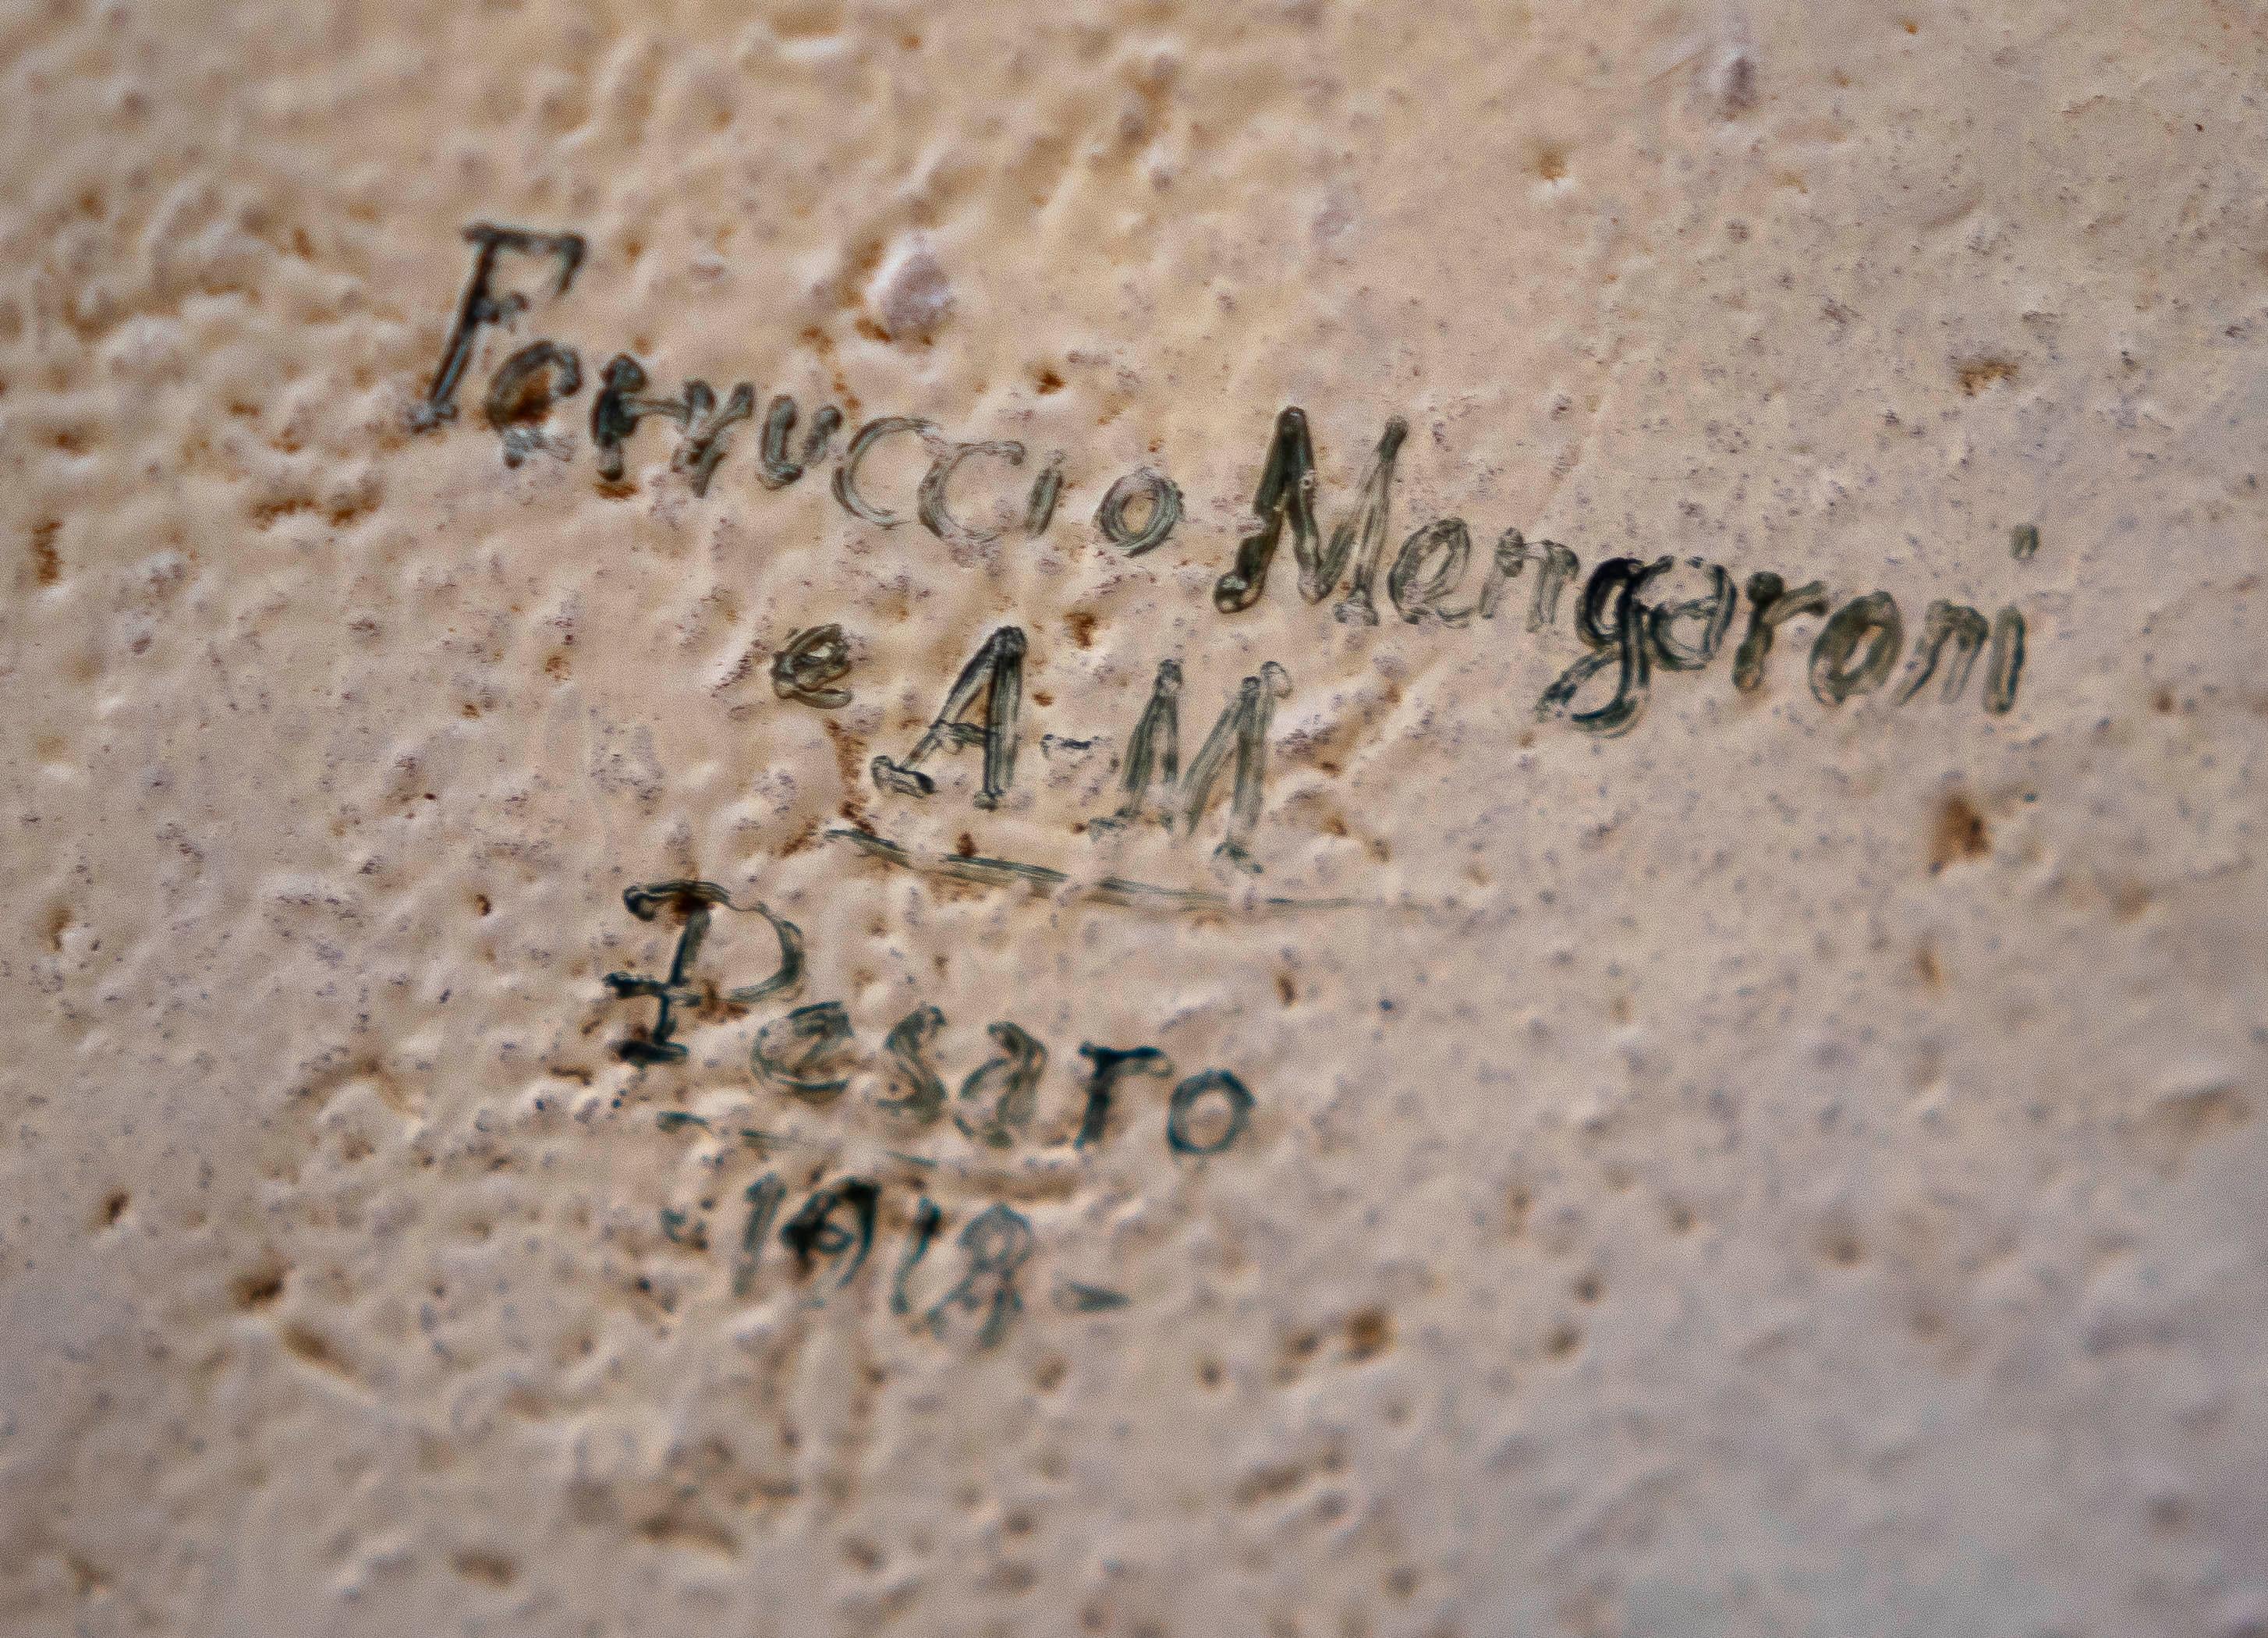 Ferruccio Mengaroni
e A-M
Pesaro
-1918-